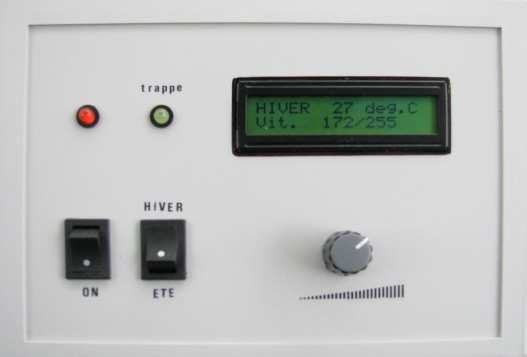 trappe
HIVER 27 deg.C
Vit. 172/255
HIVER
ON
ETE